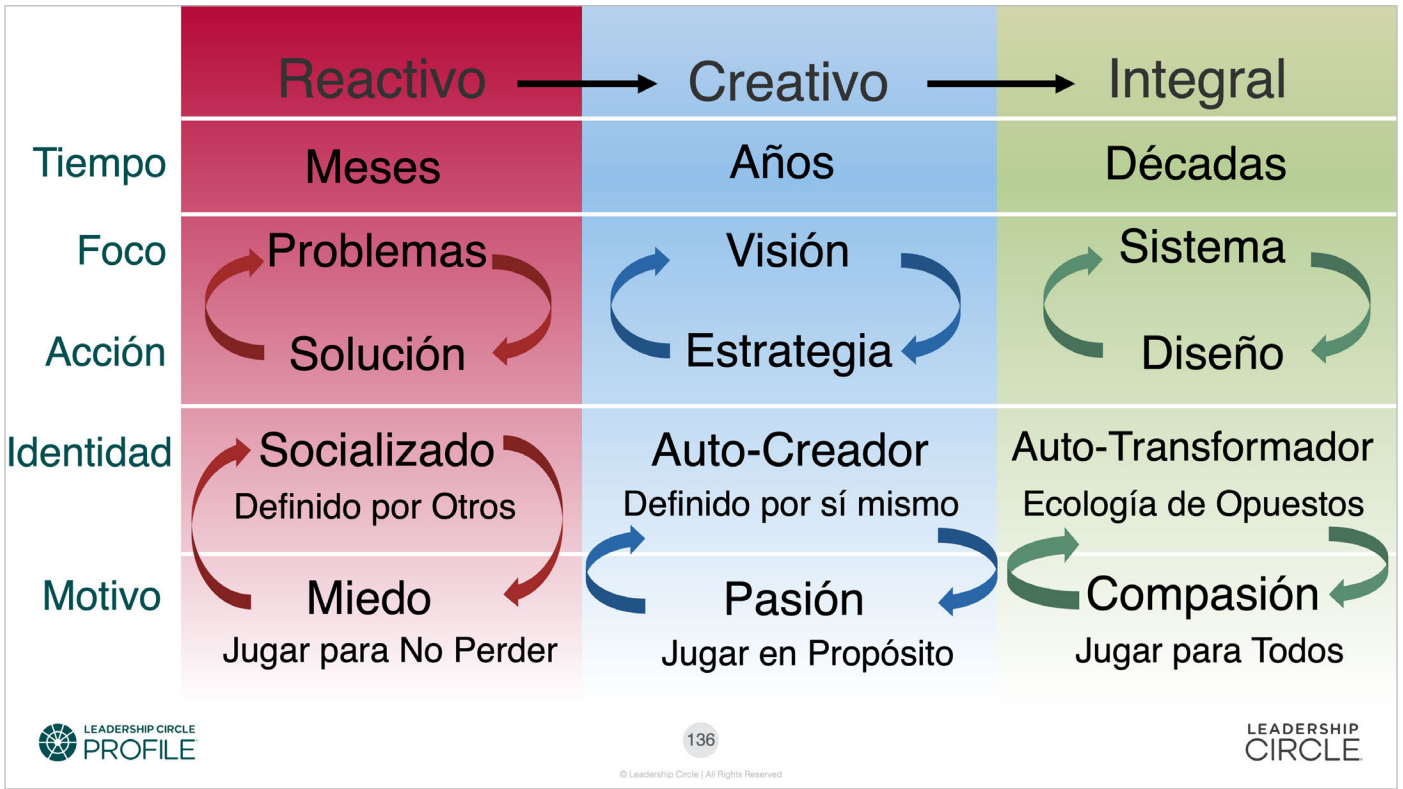 Reactivo Creativo Integral
Tiempo Meses Años Décadas
Foco Problemas Visión Sistema
Acción Solución Estrategia Diseño
Identidad Socializado Auto-Creador Auto-Transformador
Definido por Otros Definido por sí mismo Ecología de Opuestos
Motivo Miedo Pasión Compasión
Jugar para No Perder Jugar en Propósito Jugar para Todos
LEADERSHIP CIRCLE
PROFILE
136
© Leadership Circle | All Rights Reserved
LEADERSHIP
CIRCLE